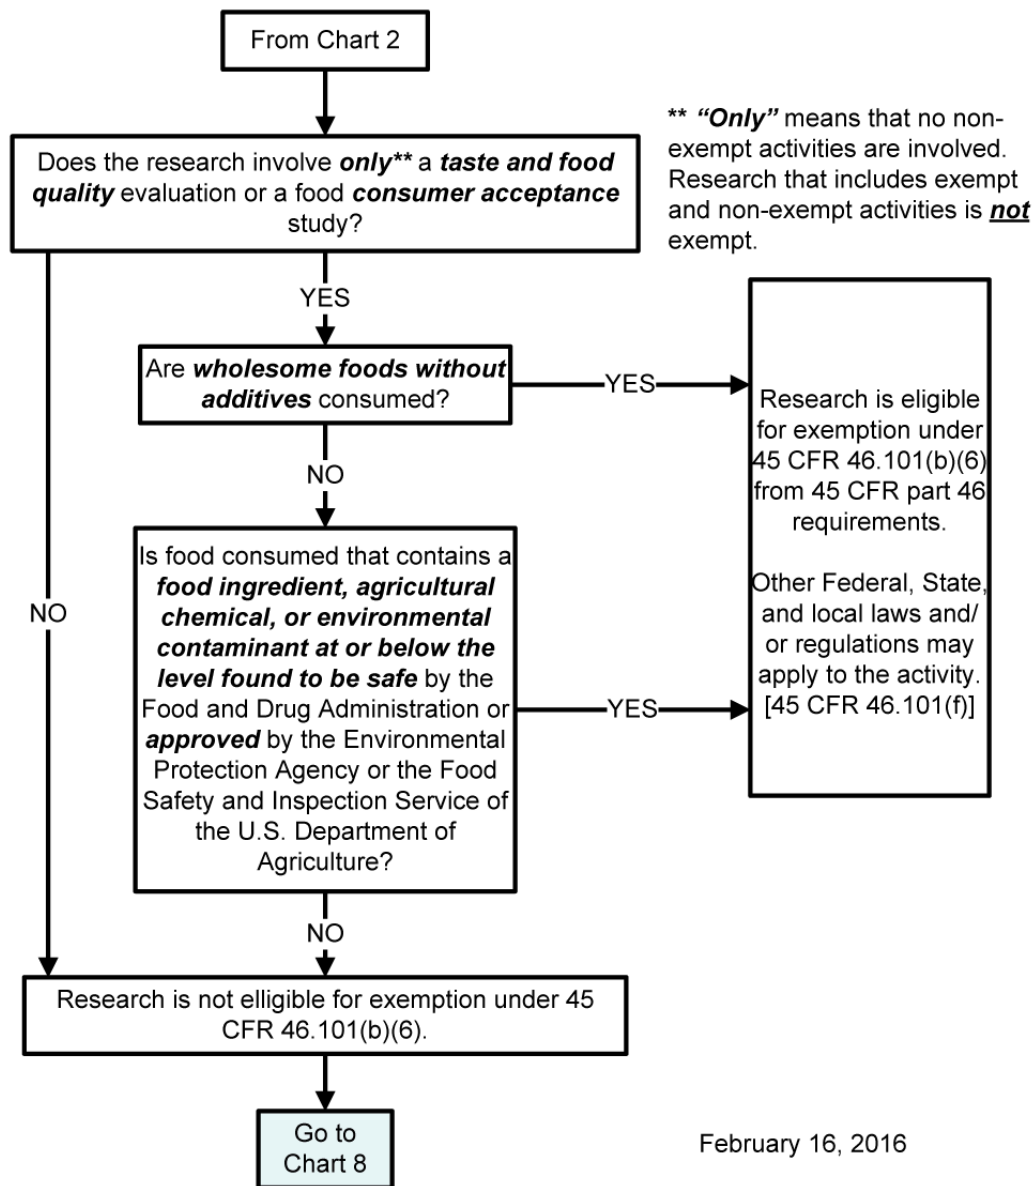 From Chart 2
** “Only” means that no non-
exempt activities are involved.
Research that includes exempt
and non-exempt activities is not
exempt.
Does the research involve only** a taste and food
quality evaluation or a food consumer acceptance
study?
YES
NO
Are wholesome foods without
additives consumed?
YES
NO
Is food consumed that contains a
food ingredient, agricultural
chemical, or environmental
contaminant at or below the
level found to be safe by the
Food and Drug Administration or
approved by the Environmental
Protection Agency or the Food
Safety and Inspection Service of
the U.S. Department of
Agriculture?
YES
NO
Research is eligible
for exemption under
45 CFR 46.101(b)(6)
from 45 CFR part 46
requirements.
Other Federal, State,
and local laws and/
or regulations may
apply to the activity.
[45 CFR 46.101(f)]
Research is not elligible for exemption under 45
CFR 46.101(b)(6).
Go to
Chart 8
February 16, 2016